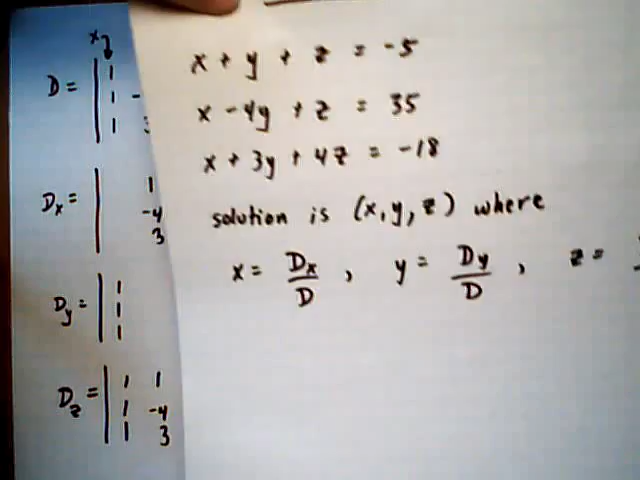 x
D = | 1
1 -
1 3
Dx = | 1
-4
3
Dy = | 1
1
1
Dz = | 1 1
1 -4
1 3
x + y + z = -5
x - 4y + z = 35
x + 3y + 4z = -18
solution is (x, y, z) where
x = Dx/D , y = Dy/D , z =